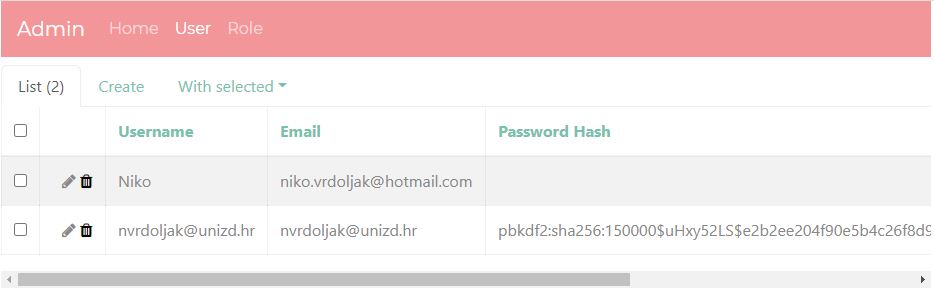 Admin Home User Role
List (2) Create With selected
Username Email Password Hash
Niko niko.vrdoljak@hotmail.com
nvrdoljak@unizd.hr nvrdoljak@unizd.hr pbkdf2:sha256:150000$uHxy52LS$e2b2ee204f90e5b4c26f8d9